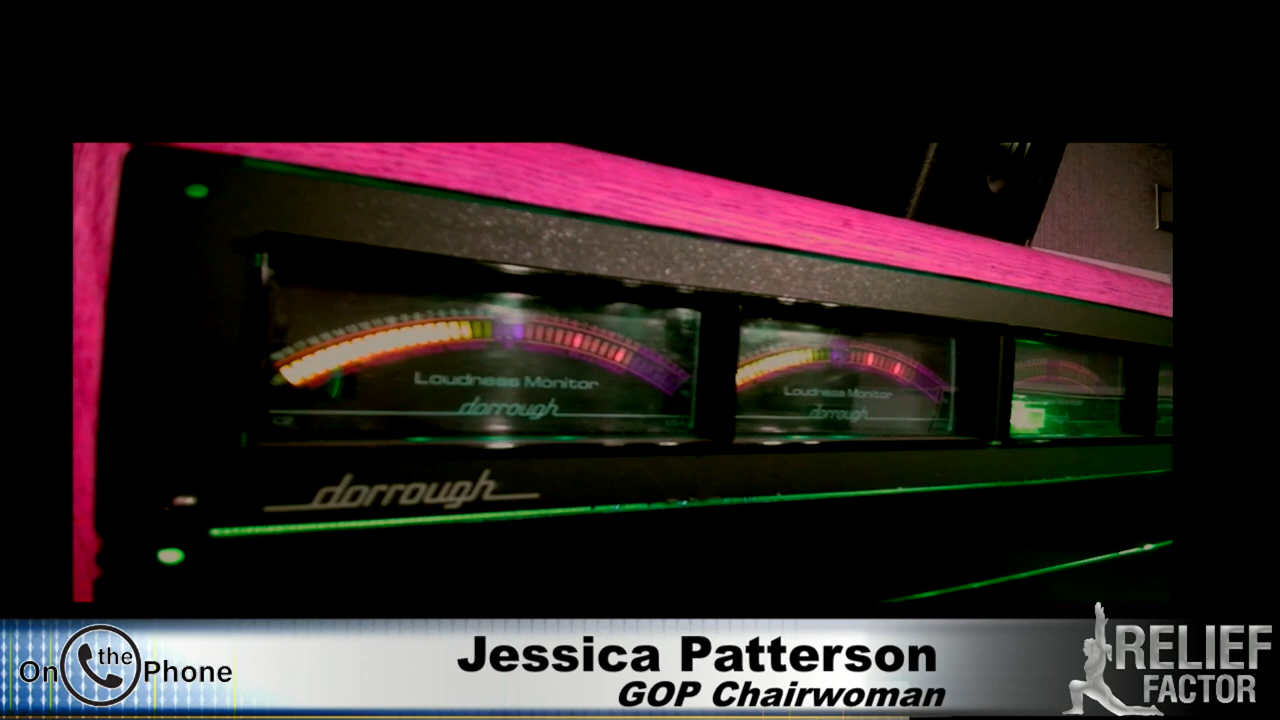 Loudness Monitor
dorrough
Loudness Monitor
dorrough
dorrough
On the Phone
Jessica Patterson
GOP Chairwoman
RELIEF
FACTOR